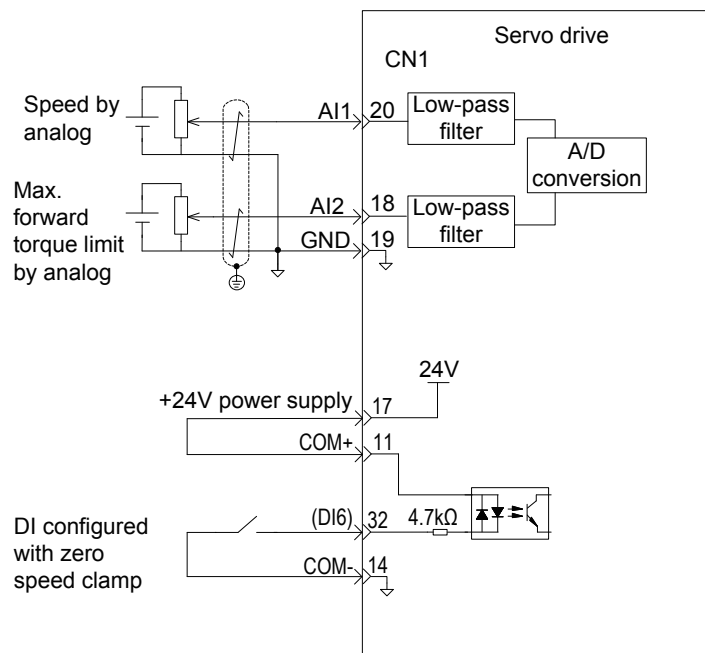 Servo drive
CN1
Speed by
analog
AI1
20
Low-pass
filter
A/D
conversion
Max.
forward
torque limit
by analog
AI2
18
Low-pass
filter
GND
19
24V
+24V power supply
17
COM+
11
DI configured
with zero
speed clamp
(DI6)
32
4.7kΩ
COM-
14